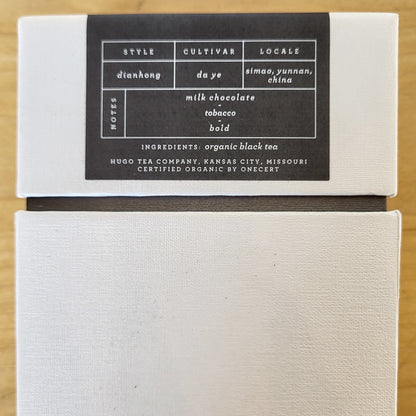 STYLE CULTIVAR LOCALE
dianhong da ye simao, yunnan,
china
NOTES
milk chocolate
-
tobacco
-
bold
INGREDIENTS: organic black tea
HUGO TEA COMPANY, KANSAS CITY, MISSOURI
CERTIFIED ORGANIC BY ONECERT